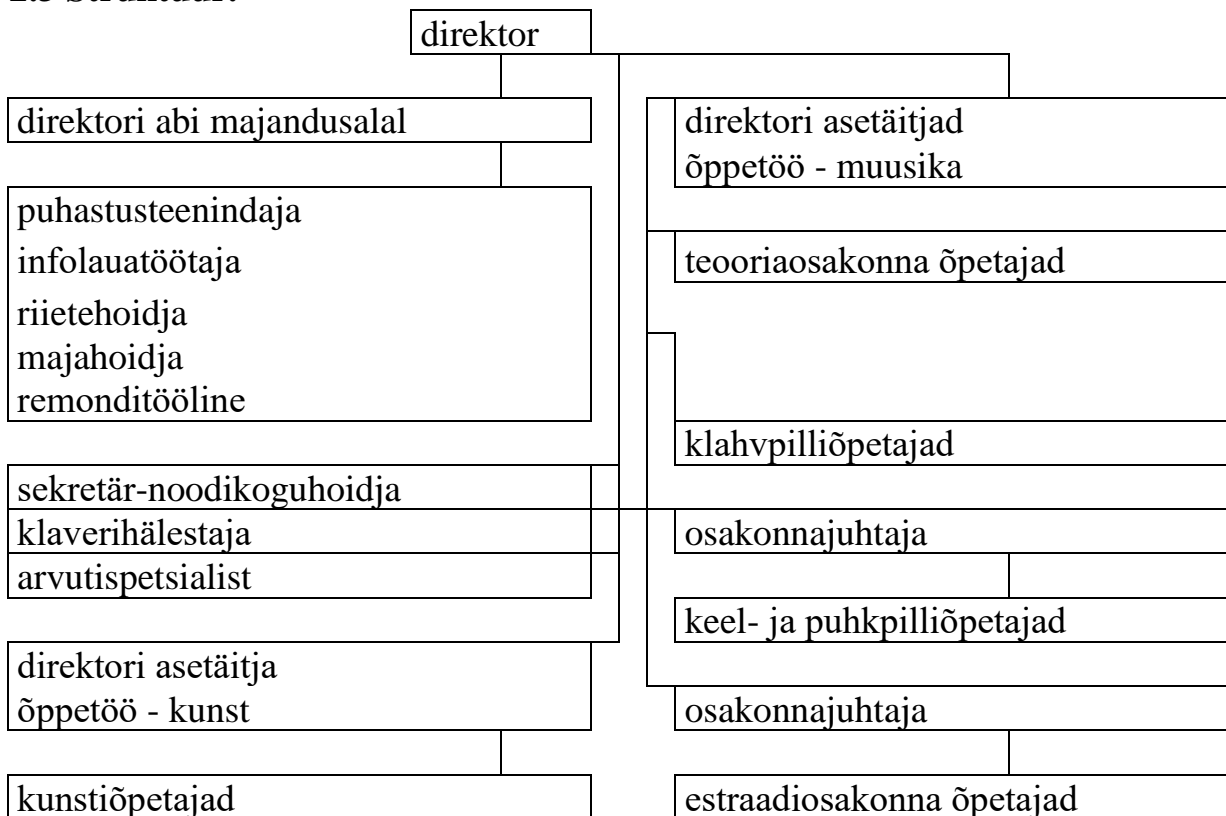 direktor
direktori abi majandusalal
puhastusteenindaja
infolauatöötaja
riietehoidja
majahoidja
remonditööline
sekretär-noodikoguhoidja
klaverihälestaja
arvutispetsialist
direktori asetäitja
õppetöö - kunst
kunstiõpetajad
direktori asetäitjad
õppetöö - muusika
teooriaosakonna õpetajad
klahvpilliõpetajad
osakonnajuhtaja
keel- ja puhkpilliõpetajad
osakonnajuhtaja
estraadiosakonna õpetajad